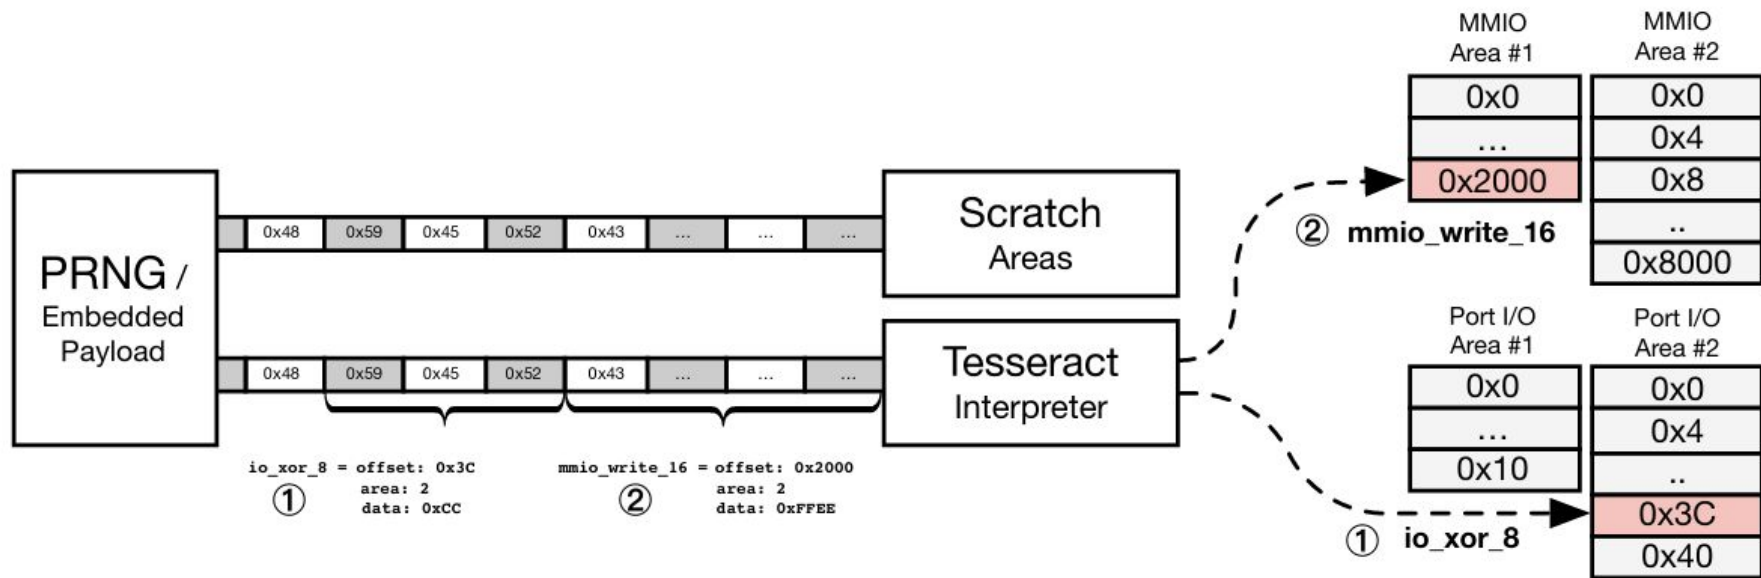 PRNG /
Embedded
Payload
0x48 0x59 0x45 0x52 0x43 ... ... ...
Scratch
Areas
0x48 0x59 0x45 0x52 0x43 ... ... ...
Tesseract
Interpreter
io_xor_8 = offset: 0x3C
area: 2
data: 0xCC
①
mmio_write_16 = offset: 0x2000
area: 2
data: 0xFFEE
②
MMIO
Area #1
0x0
...
0x2000
MMIO
Area #2
0x0
0x4
0x8
..
0x8000
② mmio_write_16
Port I/O
Area #1
0x0
...
0x10
Port I/O
Area #2
0x0
0x4
..
0x3C
0x40
① io_xor_8